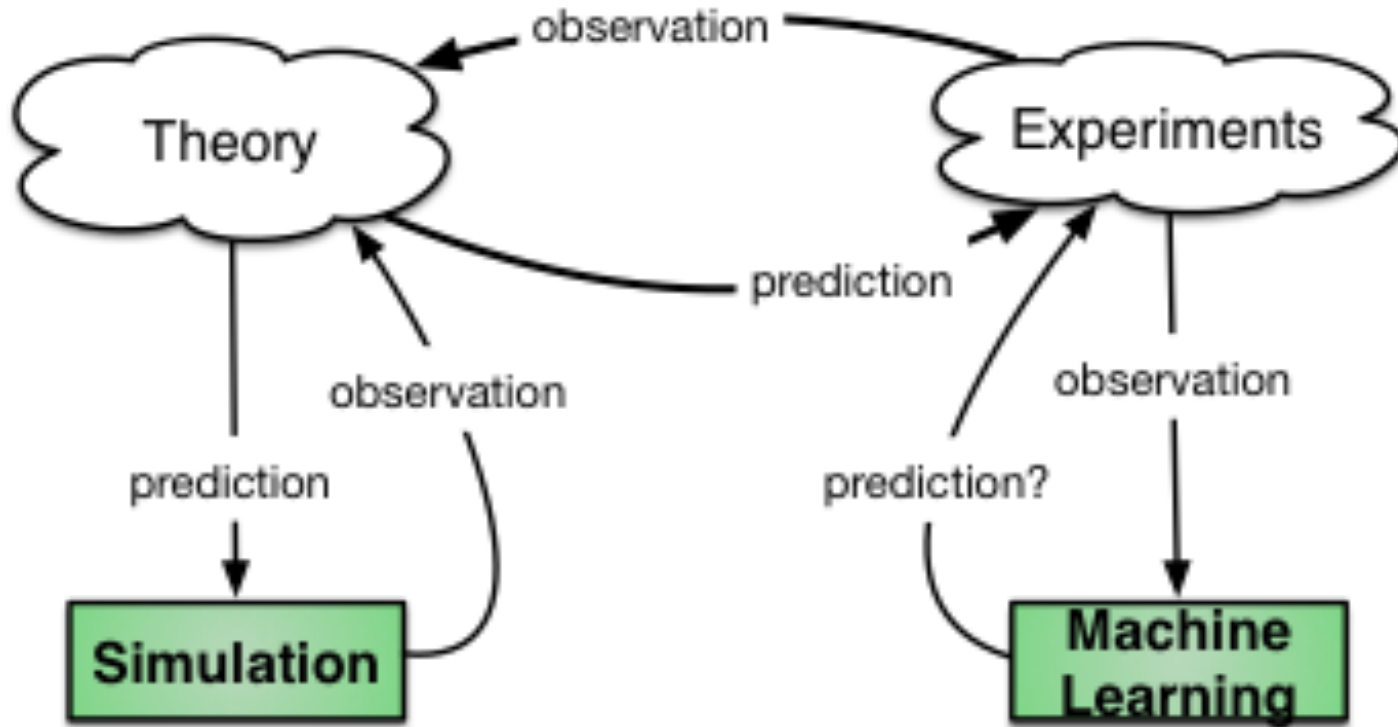 observation
Theory
Experiments
prediction
observation
observation
prediction
prediction?
Simulation
Machine
Learning